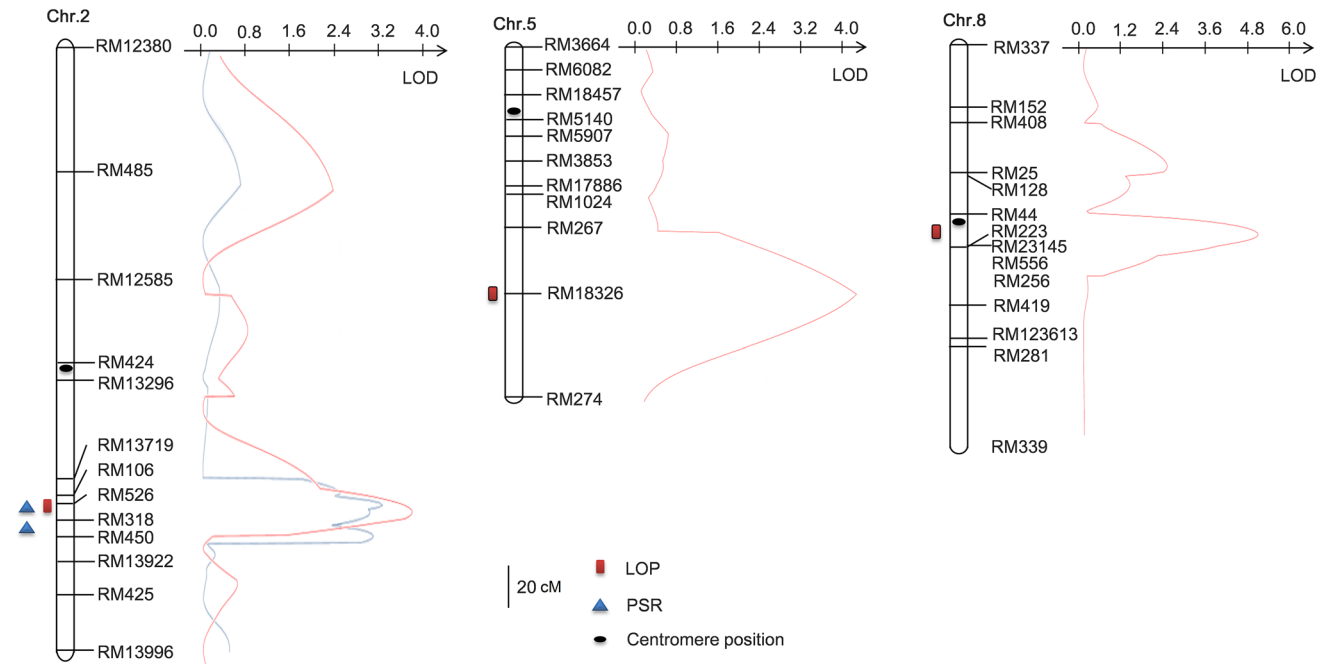 Chr.2
0.0 0.8 1.6 2.4 3.2 4.0
LOD
RM12380
RM485
RM12585
RM424
RM13296
RM13719
RM106
RM526
RM318
RM450
RM13922
RM425
RM13996
Chr.5
0.0 0.8 1.6 2.4 3.2 4.0
LOD
RM3664
RM6082
RM18457
RM5140
RM5907
RM3853
RM17886
RM1024
RM267
RM18326
RM274
Chr.8
0.0 1.2 2.4 3.6 4.8 6.0
LOD
RM337
RM152
RM408
RM25
RM128
RM44
RM223
RM23145
RM556
RM256
RM419
RM123613
RM281
RM339
20 cM
LOP
PSR
Centromere position